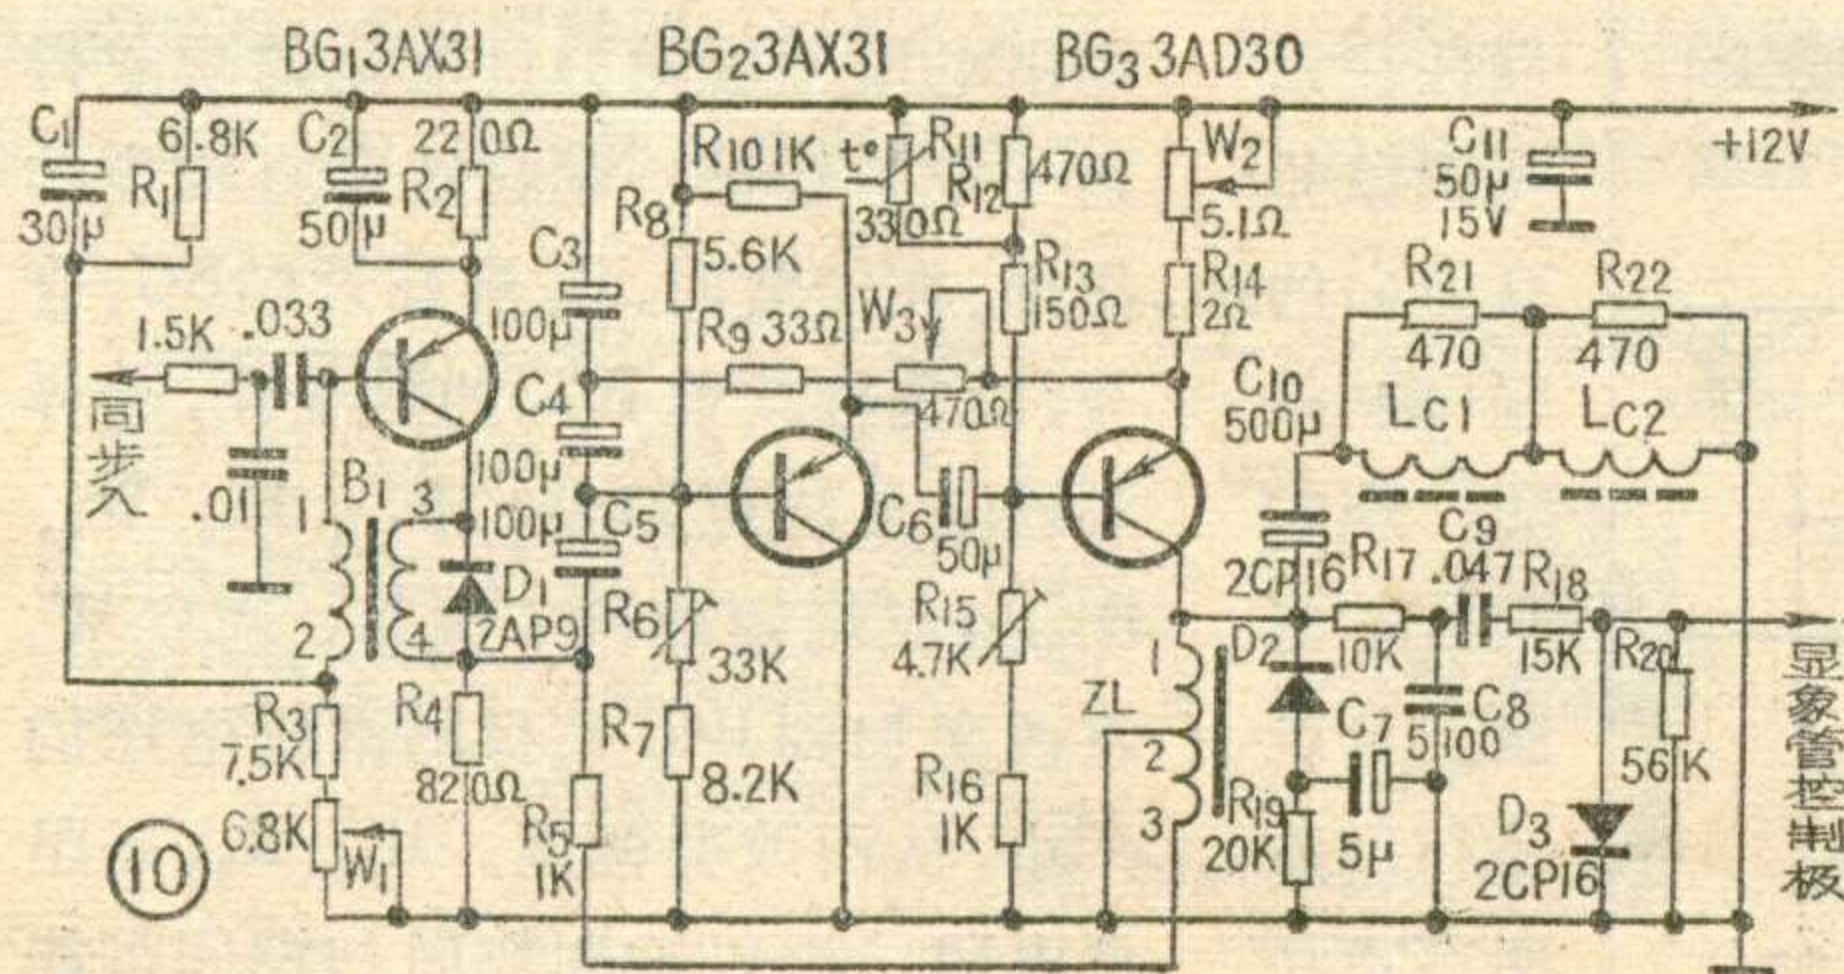 BG₁3AX31
BG₂3AX31
BG₃ 3AD30
C₁
30μ
6.8K
R₁
C₂
50μ
220Ω
R₂
1.5K
.033
同步入
.01
B₁
1
2
3
4
D₁
2AP9
R₃
7.5K
6.8K
W₁
R₄
820Ω
C₃
100μ
C₄
100μ
100μ
C₅
R₅
1K
R₈
5.6K
R₁₀ 1K
R₉ 33Ω
W₃
470Ω
R₆
33K
R₇
8.2K
t°
R₁₁
330Ω
R₁₂
470Ω
R₁₃
150Ω
C₆
50μ
R₁₅
4.7K
R₁₆
1K
W₂
5.1Ω
R₁₄
2Ω
ZL
1
2
3
C₁₁
50μ
15V
+12V
R₂₁
470
R₂₂
470
LC1
LC2
C₁₀
500μ
2CP16
D₂
R₁₇
10K
C₉
.047
R₁₈
15K
C₇
5μ
C₈
5100
R₁₉
20K
D₃
2CP16
R₂₀
56K
显象管控制极
⑩